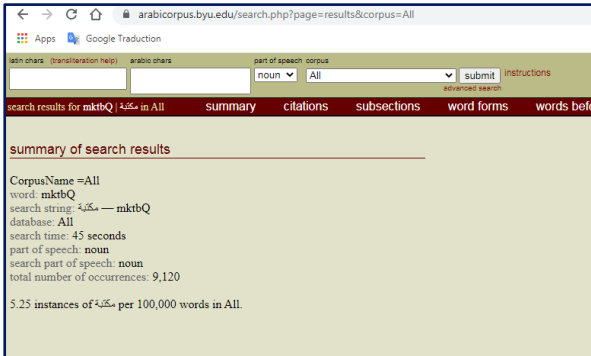 arabicorpus.byu.edu/search.php?page=results&corpus=All
Apps Google Traduction
latin chars (transliteration help) arabic chars part of speech corpus
noun All submit instructions
advanced search
search results for mktbQ | مكتبة in All summary citations subsections word forms words bef
summary of search results
CorpusName =All
word: mktbQ
search string: مكتبة — mktbQ
database: All
search time: 45 seconds
part of speech: noun
search part of speech: noun
total number of occurrences: 9,120
5.25 instances of مكتبة per 100,000 words in All.